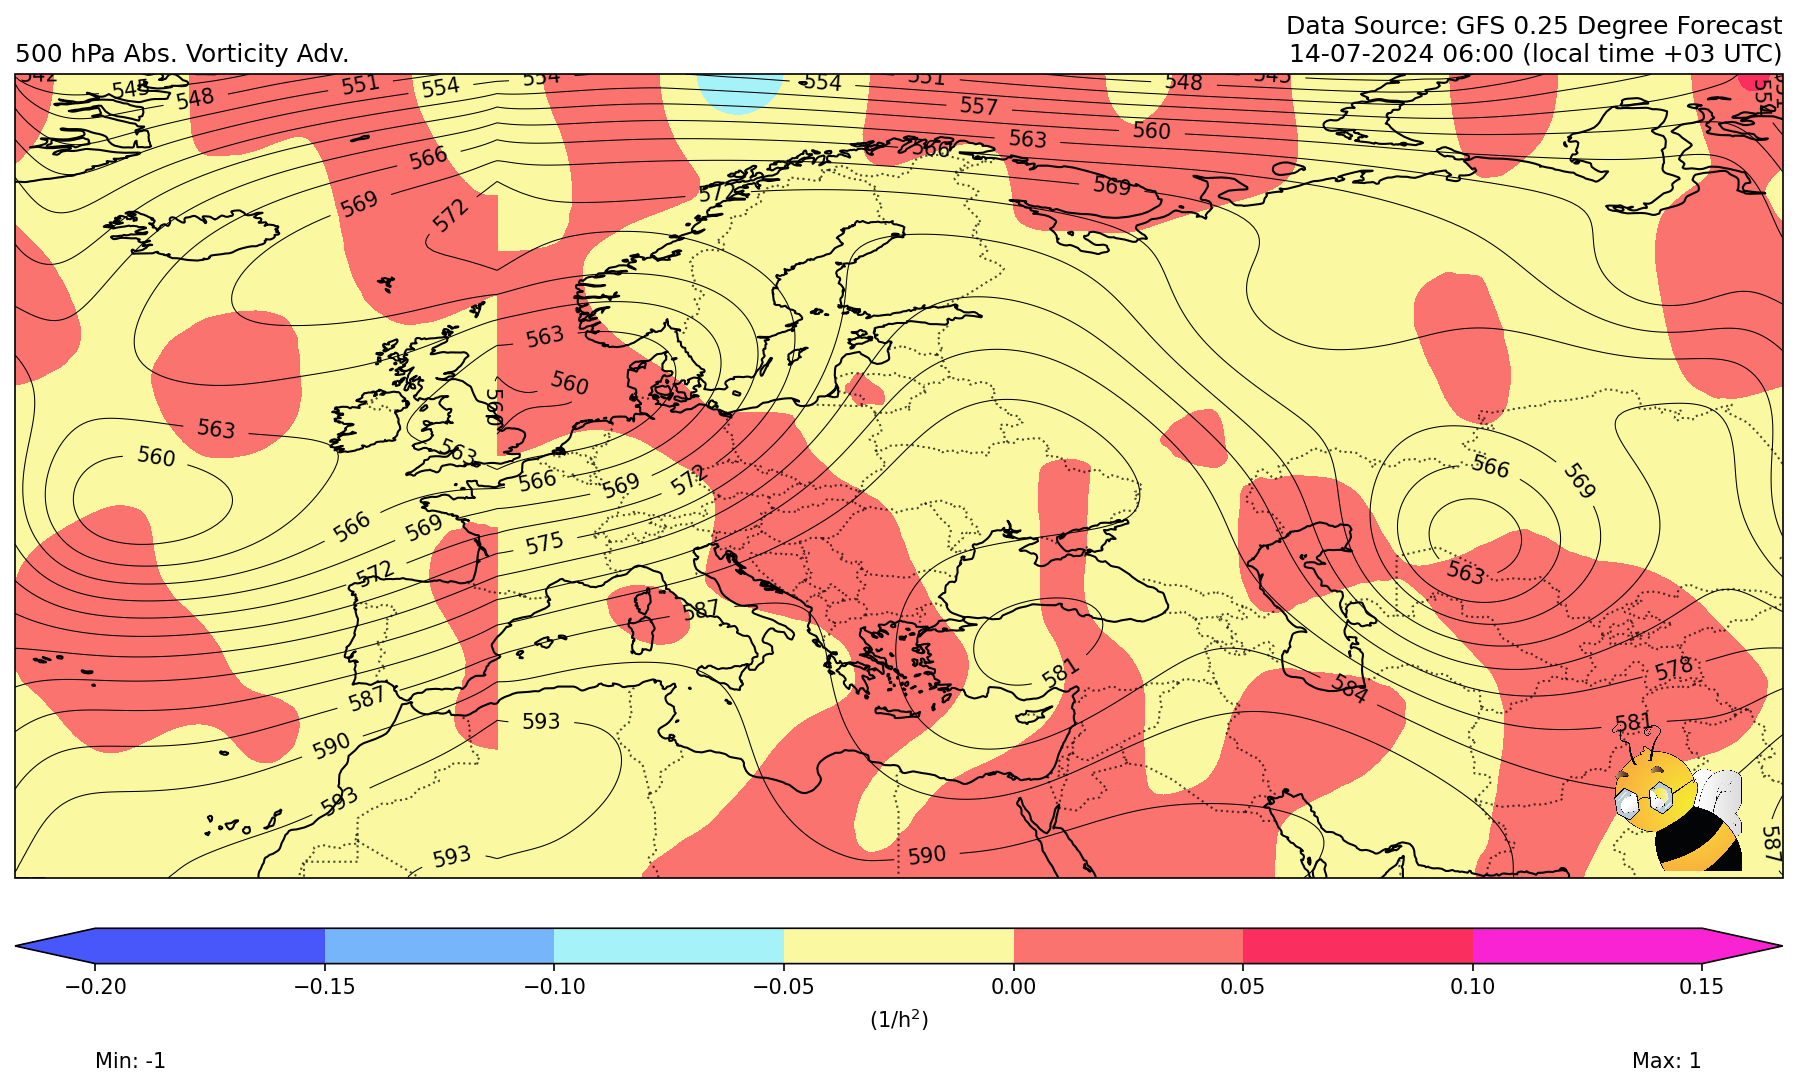 Data Source: GFS 0.25 Degree Forecast
500 hPa Abs. Vorticity Adv.
14-07-2024 06:00 (local time +03 UTC)
542 545 548 551 554 554 554 551 548 545 551
554
557
566 566 563 560
569 572 572 569
563
560
560
563
560 563 566 569
566 569 572
566 569 575
572 563
587 587 581 584 578
593 581
590
593
593 590 587
−0.20 −0.15 −0.10 −0.05 0.00 0.05 0.10 0.15
(1/h²)
Min: -1 Max: 1